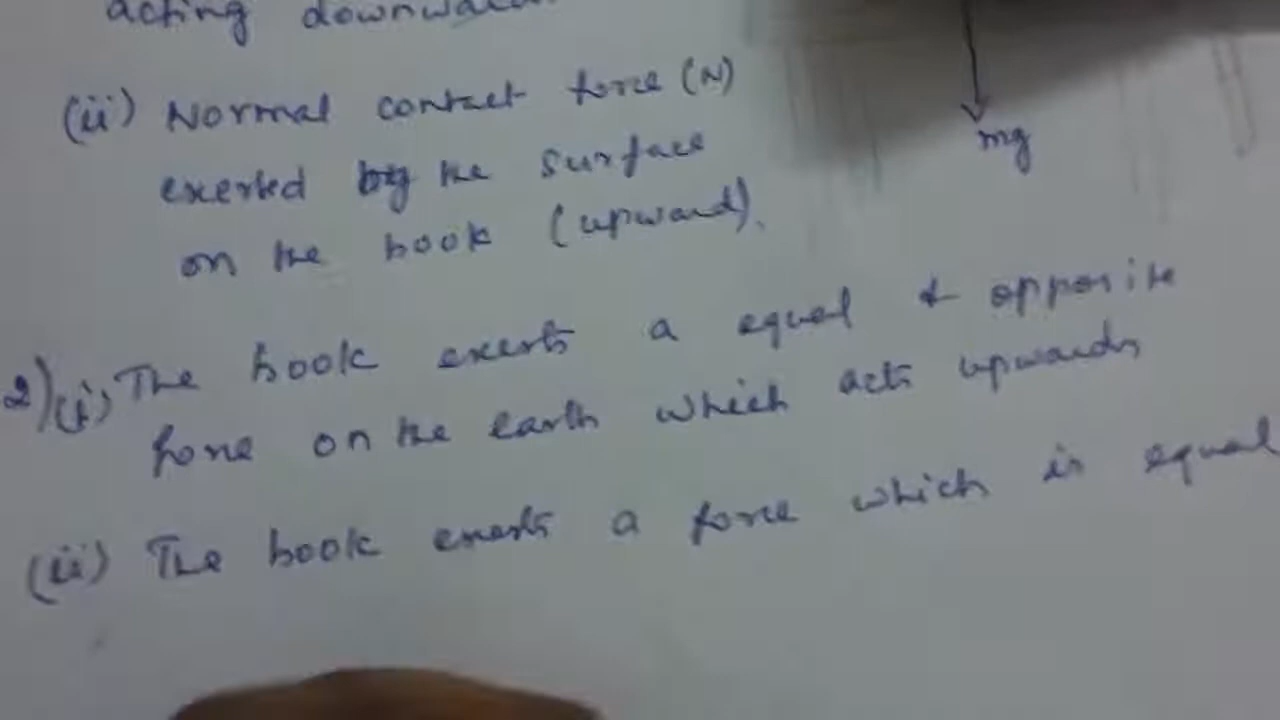 acting downward.
(ii) Normal contact force (N)
mg
exerted by the surface
on the book (upward).
2) (i) The book exerts a equal & opposite
force on the earth which acts upwards
(ii) The book exerts a force which is equal